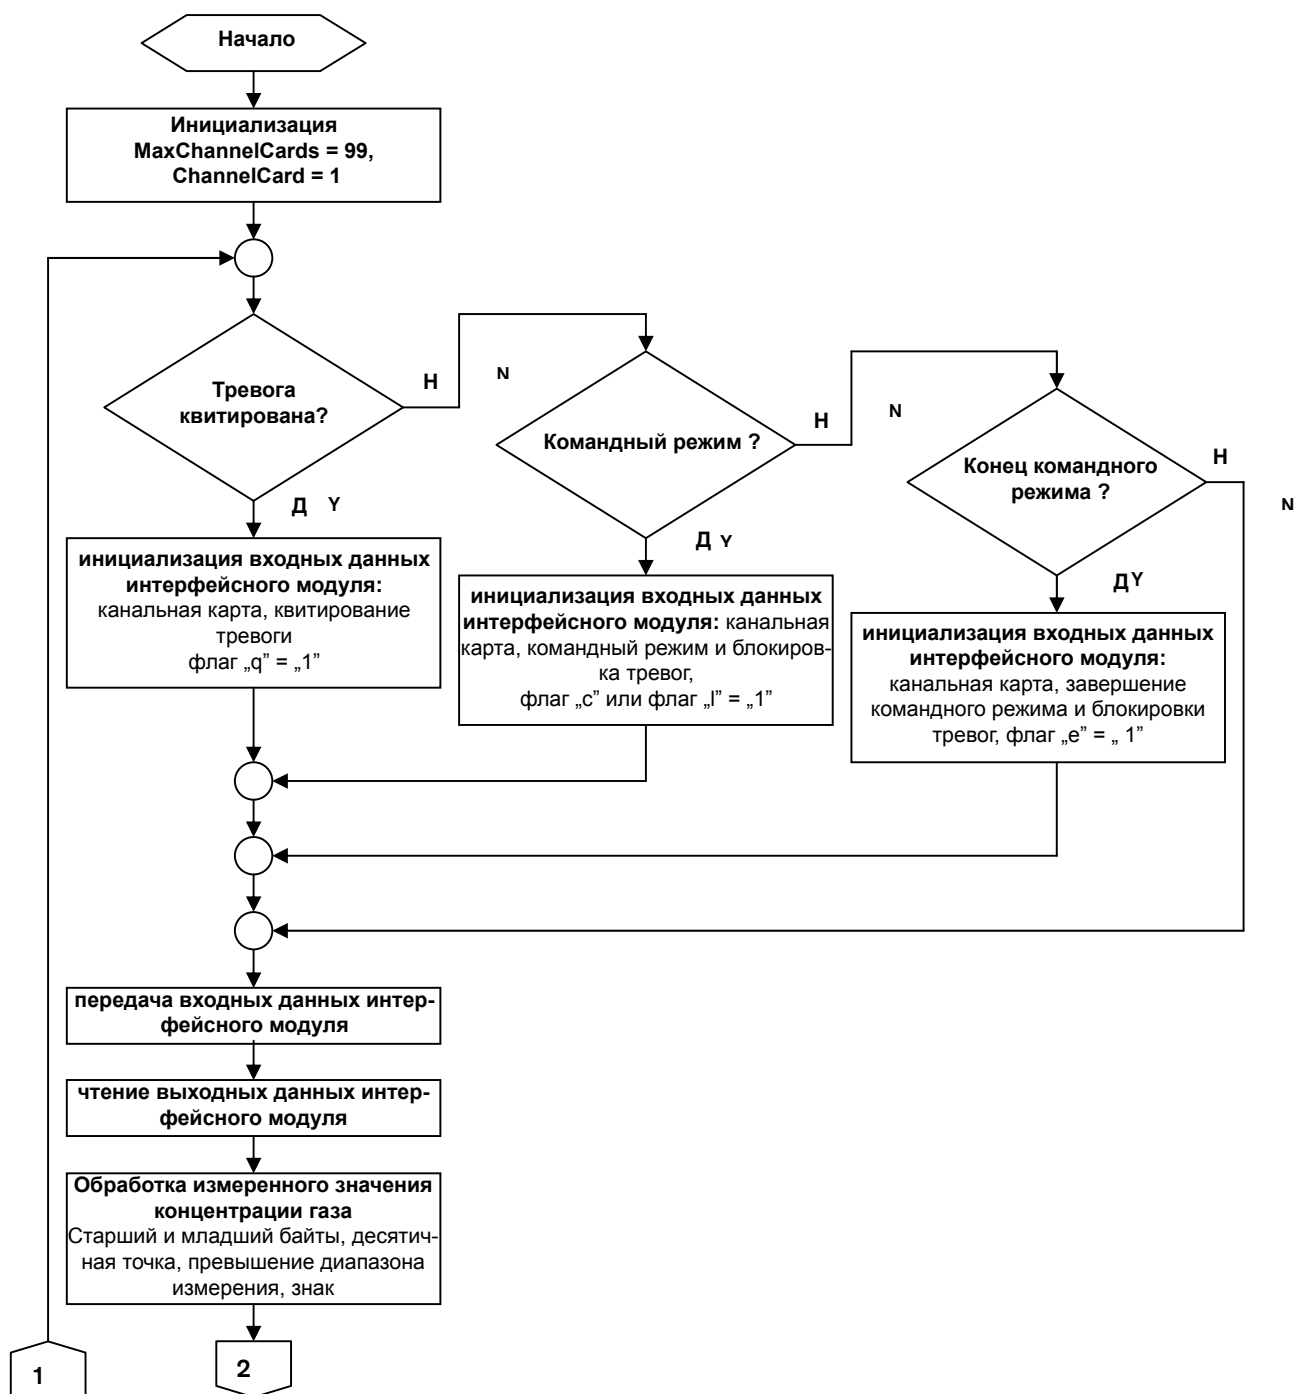 Начало
Инициализация
MaxChannelCards = 99,
ChannelCard = 1
Тревога
квитирована?
Н
N
Командный режим ?
Н
N
Конец командного
режима ?
Н
N
Д Y
Д Y
Д Y
инициализация входных данных
интерфейсного модуля:
канальная карта, квитирование
тревоги
флаг „q” = „1”
инициализация входных данных
интерфейсного модуля: канальная
карта, командный режим и блокиров-
ка тревог,
флаг „c” или флаг „l” = „1”
инициализация входных данных
интерфейсного модуля:
канальная карта, завершение
командного режима и блокировки
тревог, флаг „e” = „ 1”
передача входных данных интер-
фейсного модуля
чтение выходных данных интер-
фейсного модуля
Обработка измеренного значения
концентрации газа
Старший и младший байты, десятич-
ная точка, превышение диапазона
измерения, знак
1
2